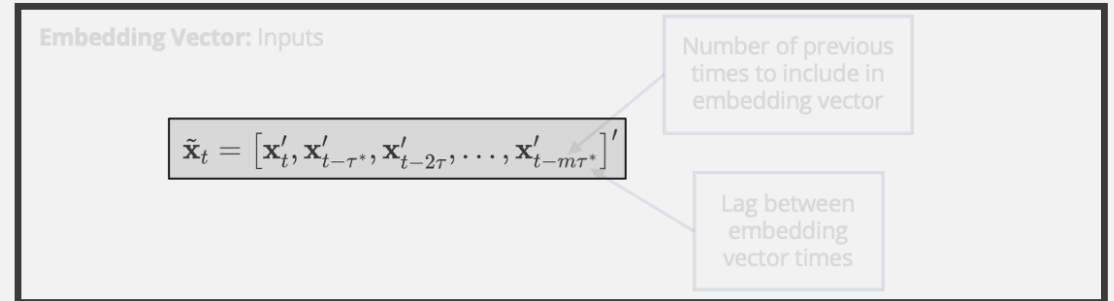 Embedding Vector: Inputs
Number of previous
times to include in
embedding vector
x̃_t = [x'_t, x'_{t−τ*}, x'_{t−2τ}, . . . , x'_{t−mτ*}]'
Lag between
embedding
vector times